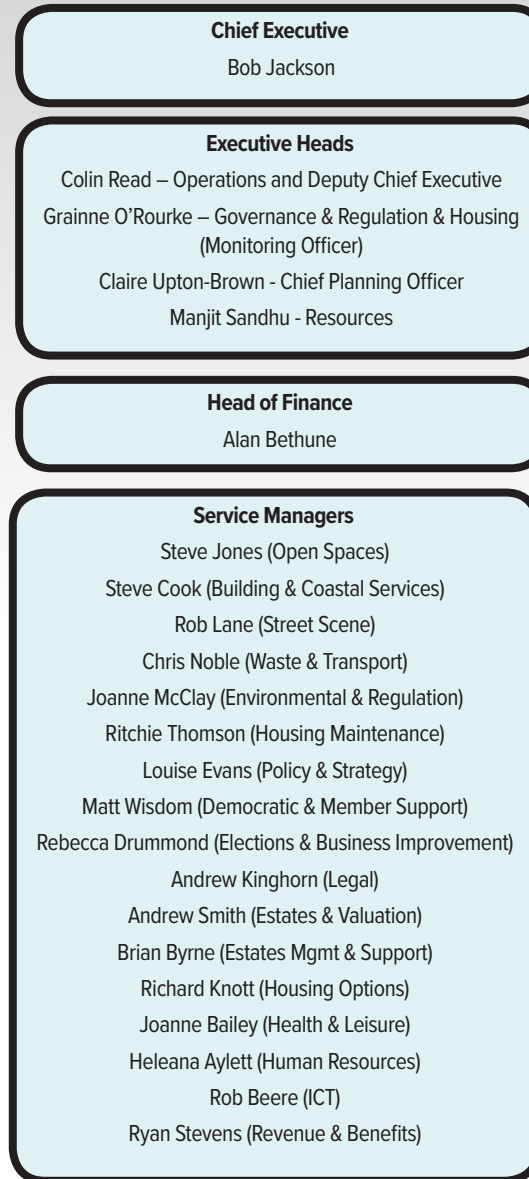 Chief Executive
Bob Jackson
Executive Heads
Colin Read – Operations and Deputy Chief Executive
Grainne O’Rourke – Governance & Regulation & Housing
(Monitoring Officer)
Claire Upton-Brown - Chief Planning Officer
Manjit Sandhu - Resources
Head of Finance
Alan Bethune
Service Managers
Steve Jones (Open Spaces)
Steve Cook (Building & Coastal Services)
Rob Lane (Street Scene)
Chris Noble (Waste & Transport)
Joanne McClay (Environmental & Regulation)
Ritchie Thomson (Housing Maintenance)
Louise Evans (Policy & Strategy)
Matt Wisdom (Democratic & Member Support)
Rebecca Drummond (Elections & Business Improvement)
Andrew Kinghorn (Legal)
Andrew Smith (Estates & Valuation)
Brian Byrne (Estates Mgmt & Support)
Richard Knott (Housing Options)
Joanne Bailey (Health & Leisure)
Heleana Aylett (Human Resources)
Rob Beere (ICT)
Ryan Stevens (Revenue & Benefits)